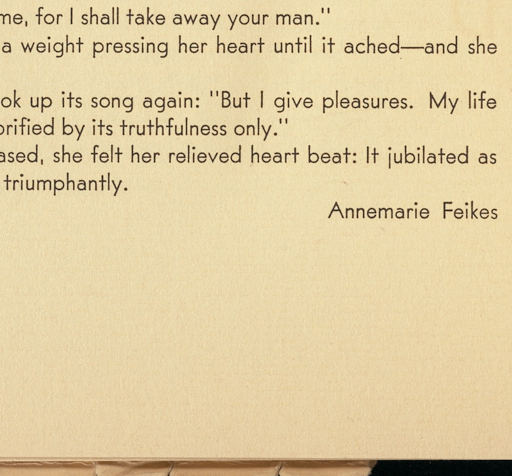 me, for I shall take away your man."
a weight pressing her heart until it ached—and she
ok up its song again: "But I give pleasures. My life
orified by its truthfulness only."
ased, she felt her relieved heart beat: It jubilated as
triumphantly.
Annemarie Feikes